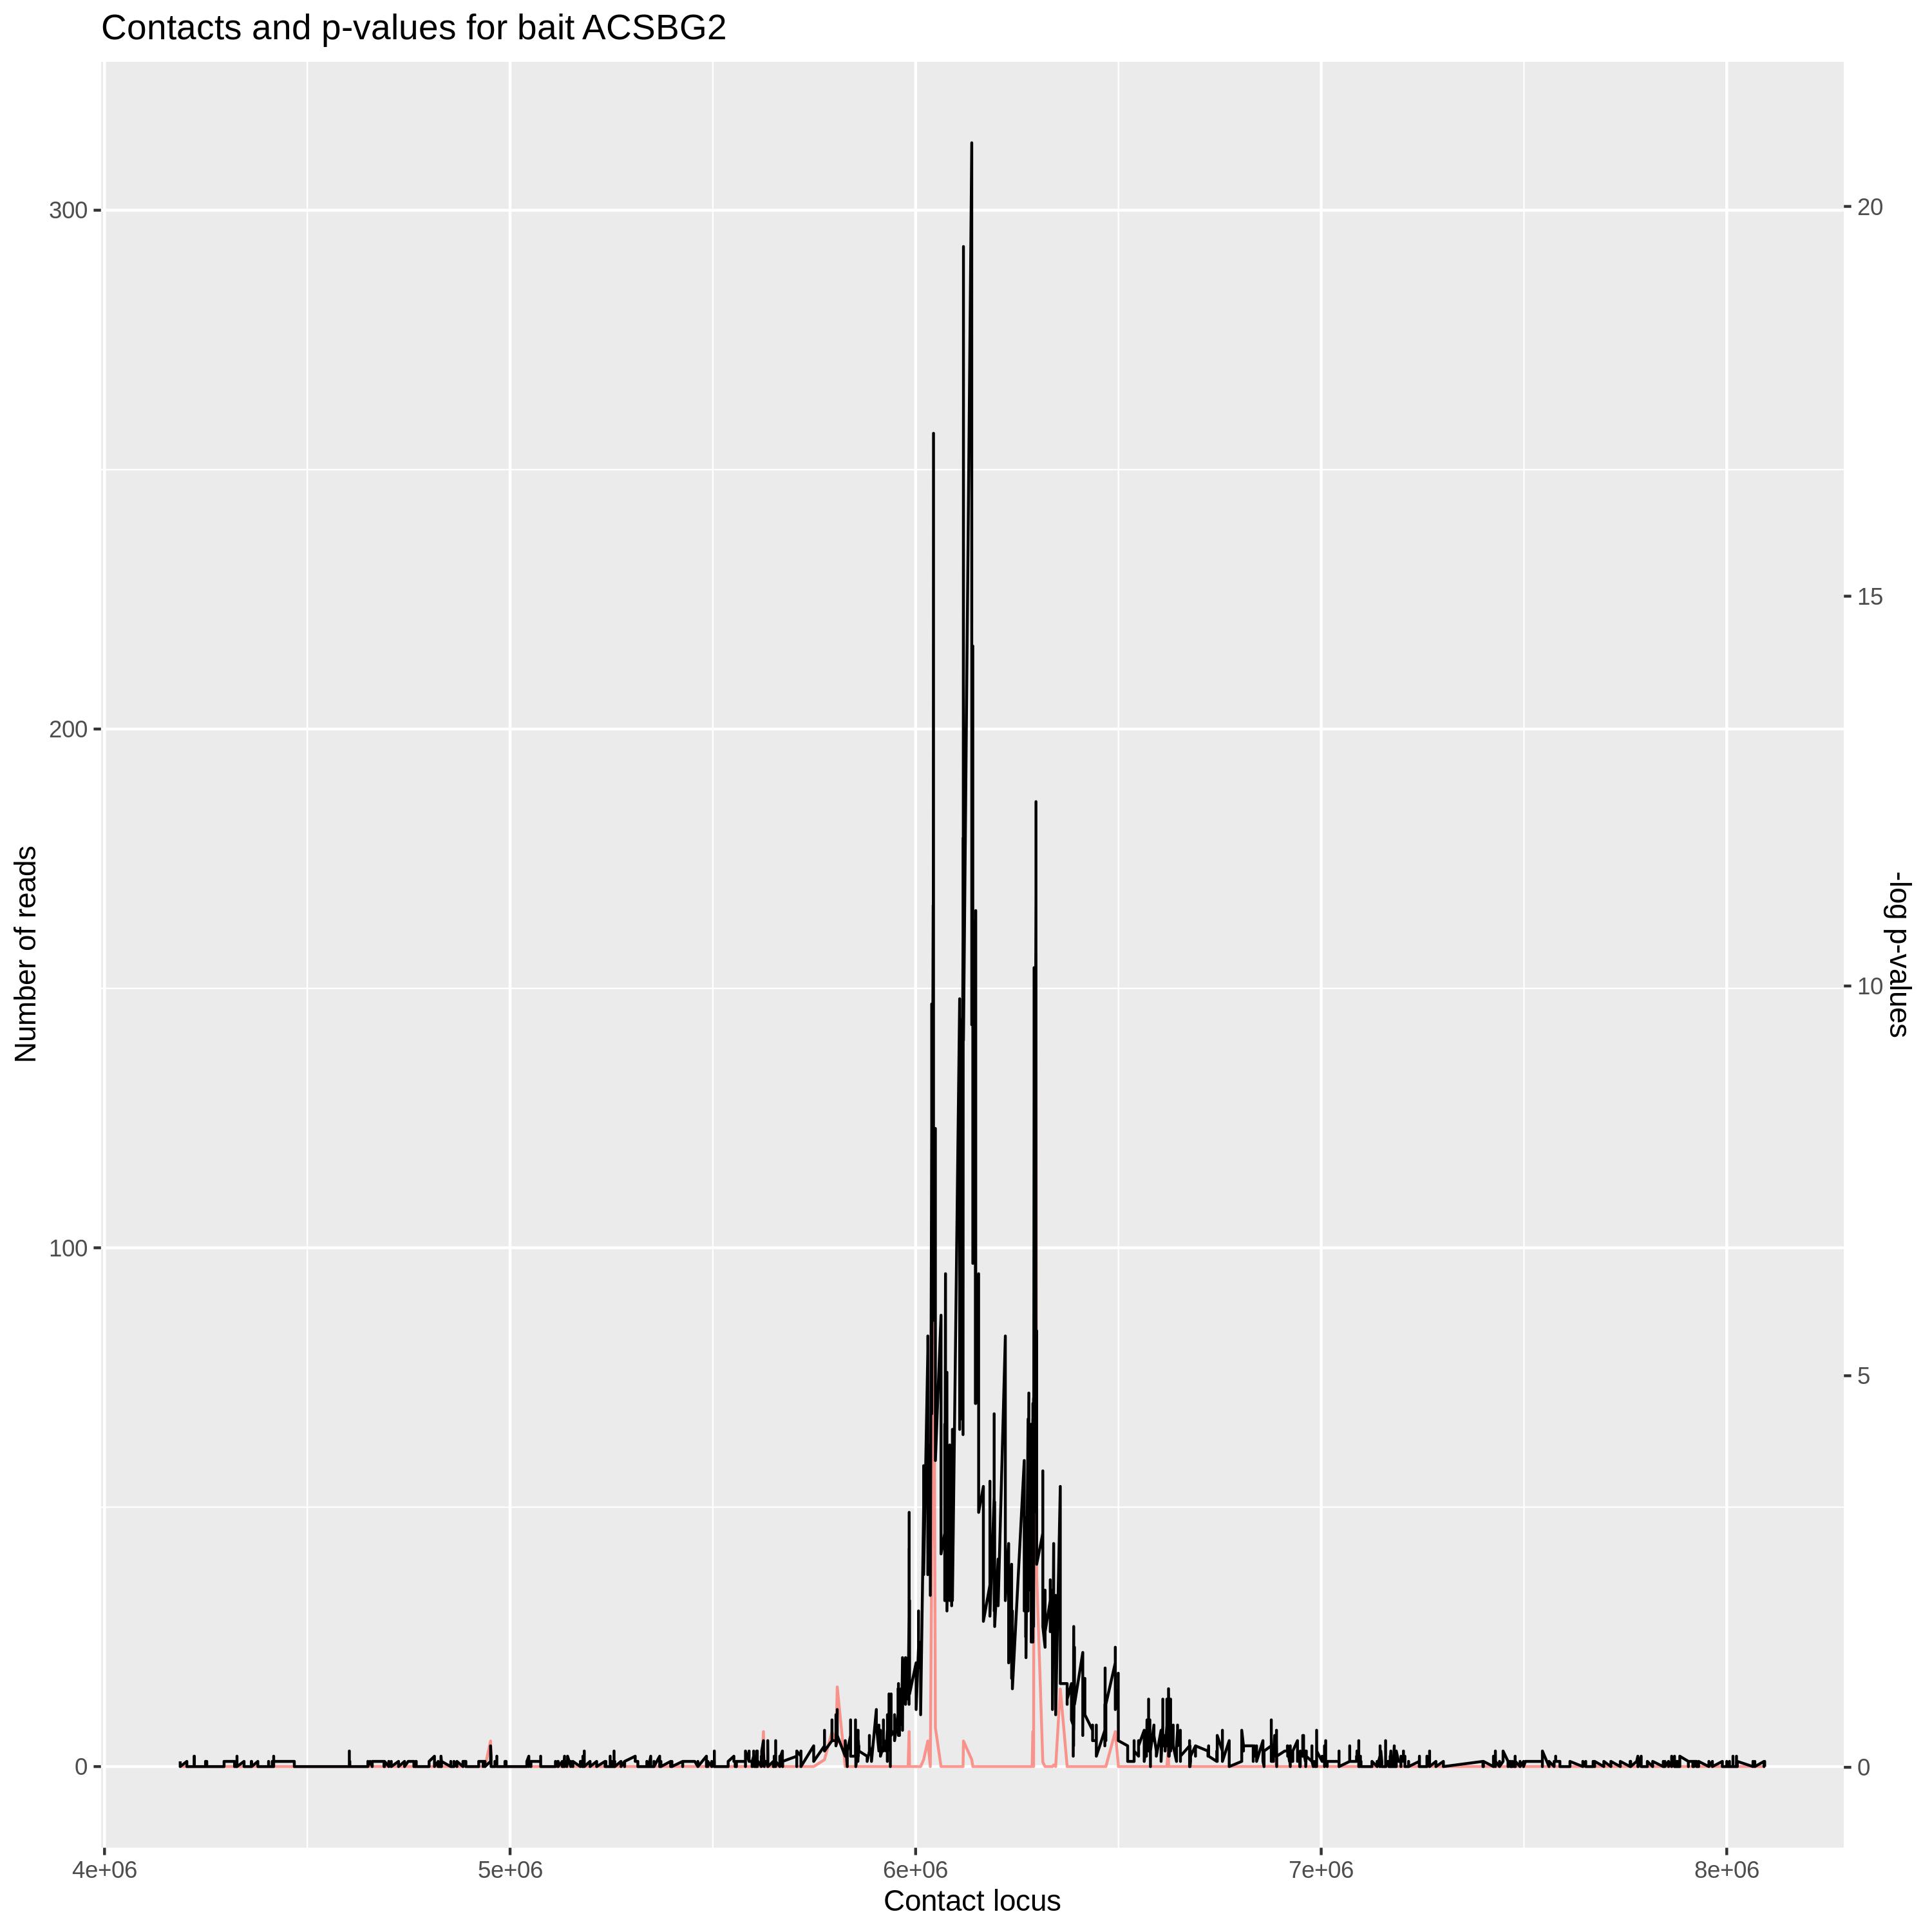 Contacts and p-values for bait ACSBG2
300
200
100
0
Number of reads
20
15
10
5
0
-log p-values
4e+06 5e+06 6e+06 7e+06 8e+06
Contact locus